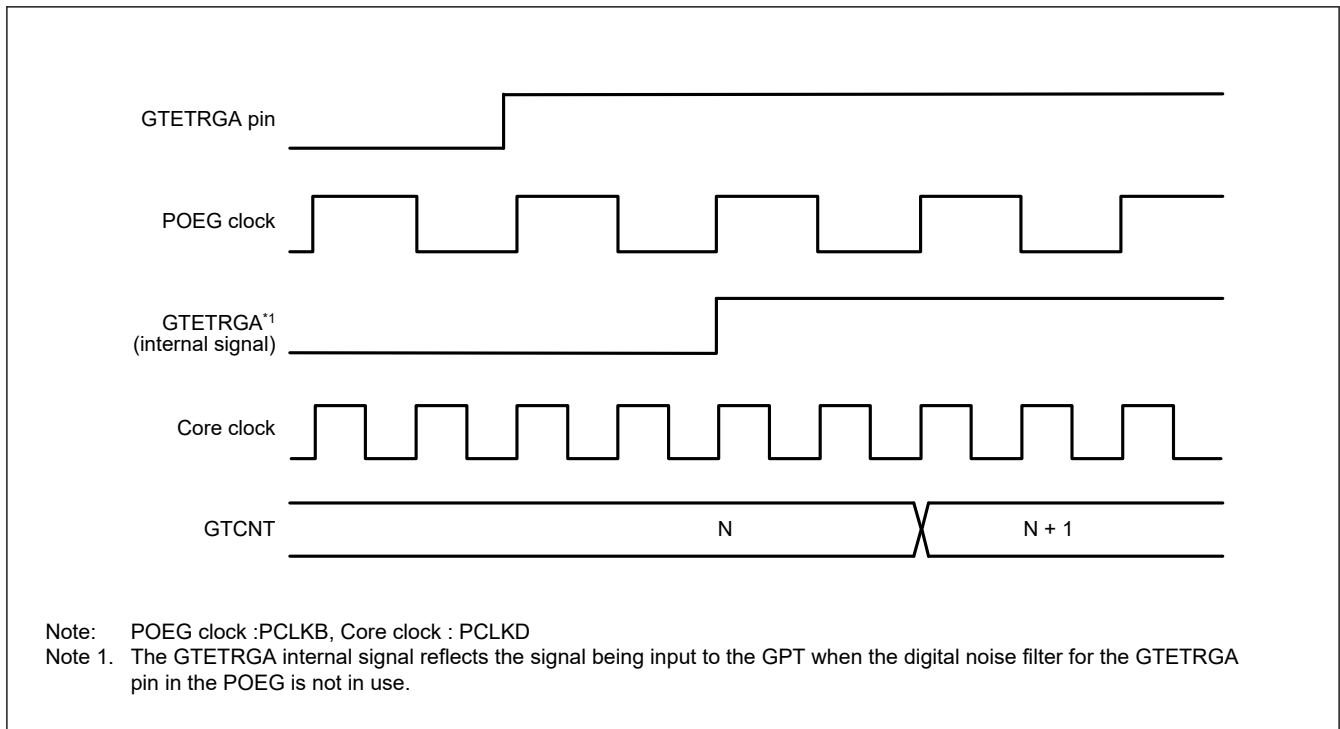 GTETRGA pin
POEG clock
GTETRGA*1
(internal signal)
Core clock
GTCNT N N + 1
Note: POEG clock :PCLKB, Core clock : PCLKD
Note 1. The GTETRGA internal signal reflects the signal being input to the GPT when the digital noise filter for the GTETRGA
pin in the POEG is not in use.